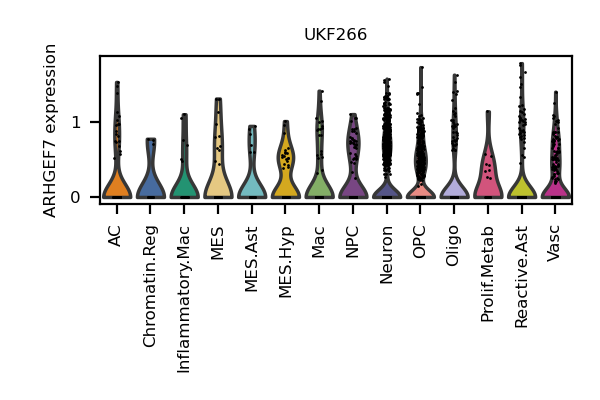 UKF266
ARHGEF7 expression
1
0
AC
Chromatin.Reg
Inflammatory.Mac
MES
MES.Ast
MES.Hyp
Mac
NPC
Neuron
OPC
Oligo
Prolif.Metab
Reactive.Ast
Vasc